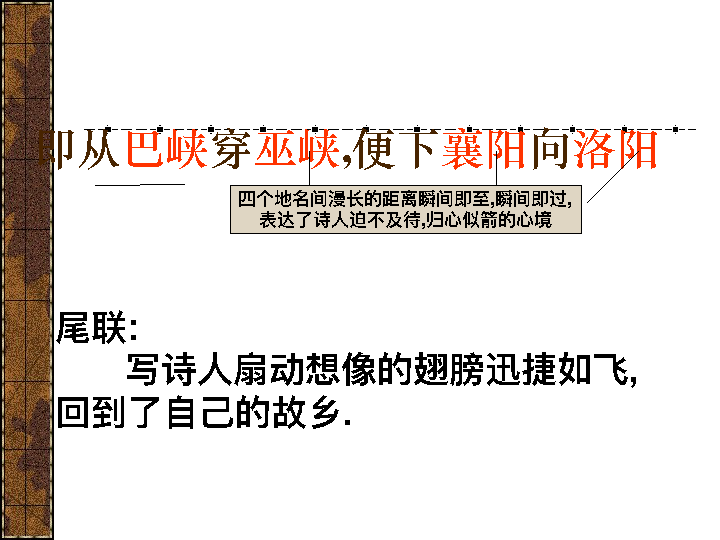 即从巴峡穿巫峡,便下襄阳向洛阳
四个地名间漫长的距离瞬间即至,瞬间即过,
表达了诗人迫不及待,归心似箭的心境
尾联:
写诗人扇动想像的翅膀迅捷如飞,
回到了自己的故乡.